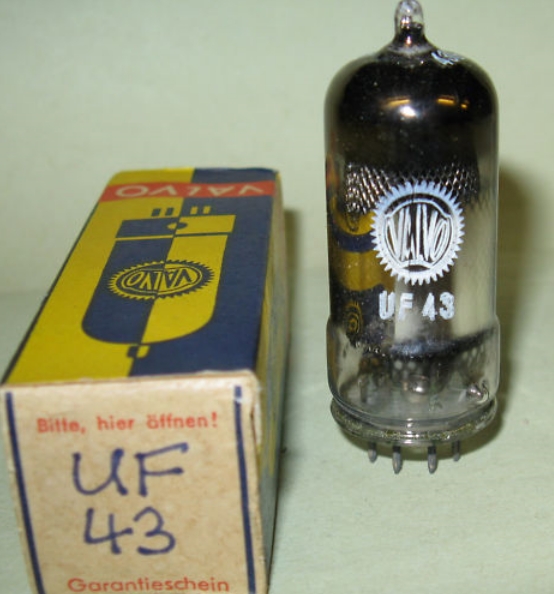 VALVO
VALVO
Bitte, hier öffnen!
UF
43
Garantieschein
VALVO
UF 43